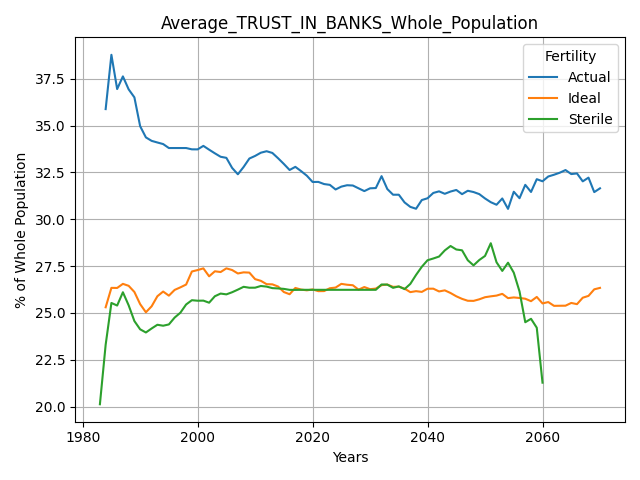 Average_TRUST_IN_BANKS_Whole_Population
Fertility
Actual
Ideal
Sterile
% of Whole Population
37.5
35.0
32.5
30.0
27.5
25.0
22.5
20.0
1980
2000
2020
2040
2060
Years